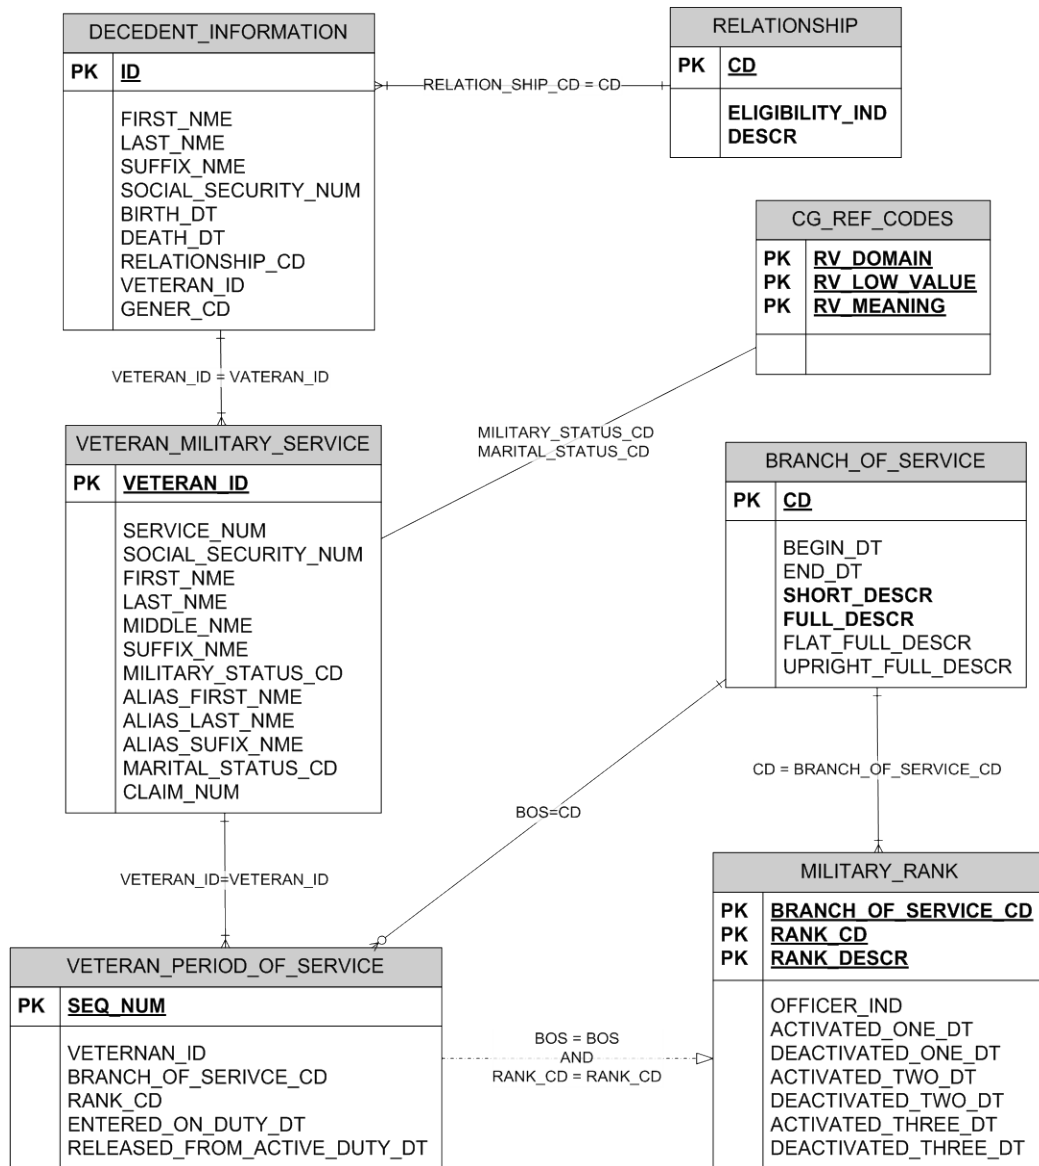 DECEDENT_INFORMATION
PK ID
FIRST_NME
LAST_NME
SUFFIX_NME
SOCIAL_SECURITY_NUM
BIRTH_DT
DEATH_DT
RELATIONSHIP_CD
VETERAN_ID
GENER_CD
RELATION_SHIP_CD = CD
RELATIONSHIP
PK CD
ELIGIBILITY_IND
DESCR
CG_REF_CODES
PK RV_DOMAIN
PK RV_LOW_VALUE
PK RV_MEANING
VETERAN_ID = VATERAN_ID
MILITARY_STATUS_CD
MARITAL_STATUS_CD
VETERAN_MILITARY_SERVICE
PK VETERAN_ID
SERVICE_NUM
SOCIAL_SECURITY_NUM
FIRST_NME
LAST_NME
MIDDLE_NME
SUFFIX_NME
MILITARY_STATUS_CD
ALIAS_FIRST_NME
ALIAS_LAST_NME
ALIAS_SUFIX_NME
MARITAL_STATUS_CD
CLAIM_NUM
BRANCH_OF_SERVICE
PK CD
BEGIN_DT
END_DT
SHORT_DESCR
FULL_DESCR
FLAT_FULL_DESCR
UPRIGHT_FULL_DESCR
CD = BRANCH_OF_SERVICE_CD
BOS=CD
VETERAN_ID=VETERAN_ID
VETERAN_PERIOD_OF_SERVICE
PK SEQ_NUM
VETERNAN_ID
BRANCH_OF_SERIVCE_CD
RANK_CD
ENTERED_ON_DUTY_DT
RELEASED_FROM_ACTIVE_DUTY_DT
BOS = BOS
AND
RANK_CD = RANK_CD
MILITARY_RANK
PK BRANCH_OF_SERVICE_CD
PK RANK_CD
PK RANK_DESCR
OFFICER_IND
ACTIVATED_ONE_DT
DEACTIVATED_ONE_DT
ACTIVATED_TWO_DT
DEACTIVATED_TWO_DT
ACTIVATED_THREE_DT
DEACTIVATED_THREE_DT